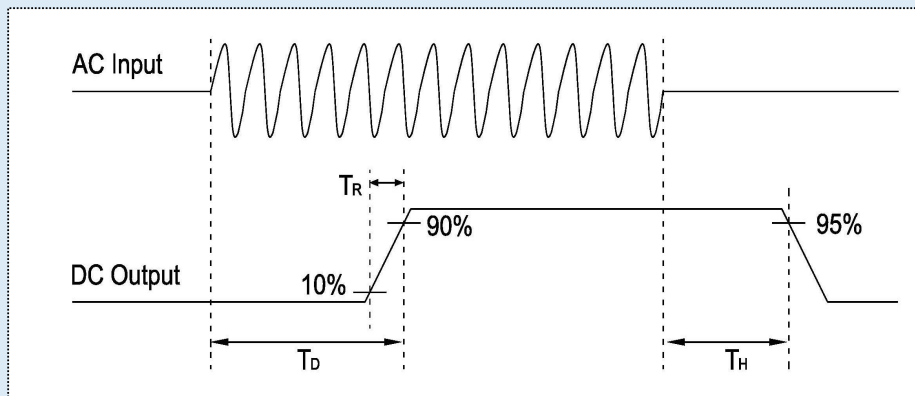 AC Input
TR
90%
95%
10%
DC Output
TD
TH